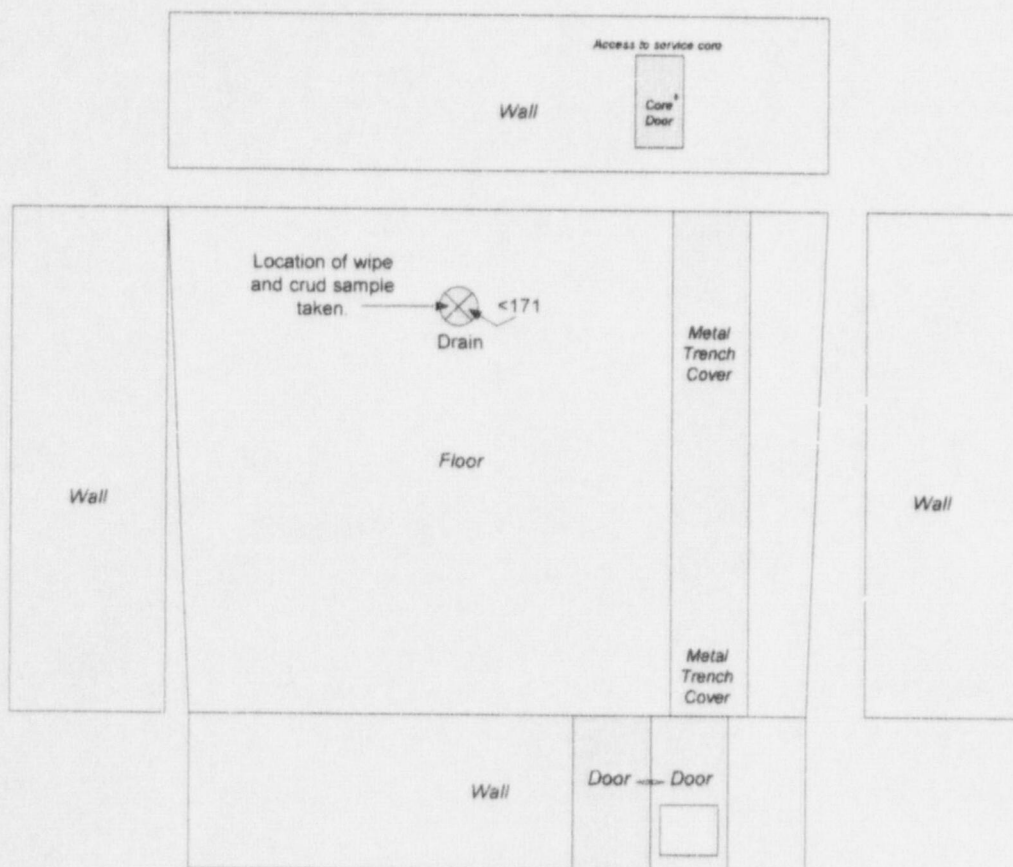 Access to service core
Core
Door
Wall
Location of wipe
and crud sample
taken.
<171
Drain
Metal
Trench
Cover
Floor
Wall
Wall
Metal
Trench
Cover
Wall
Door
Door